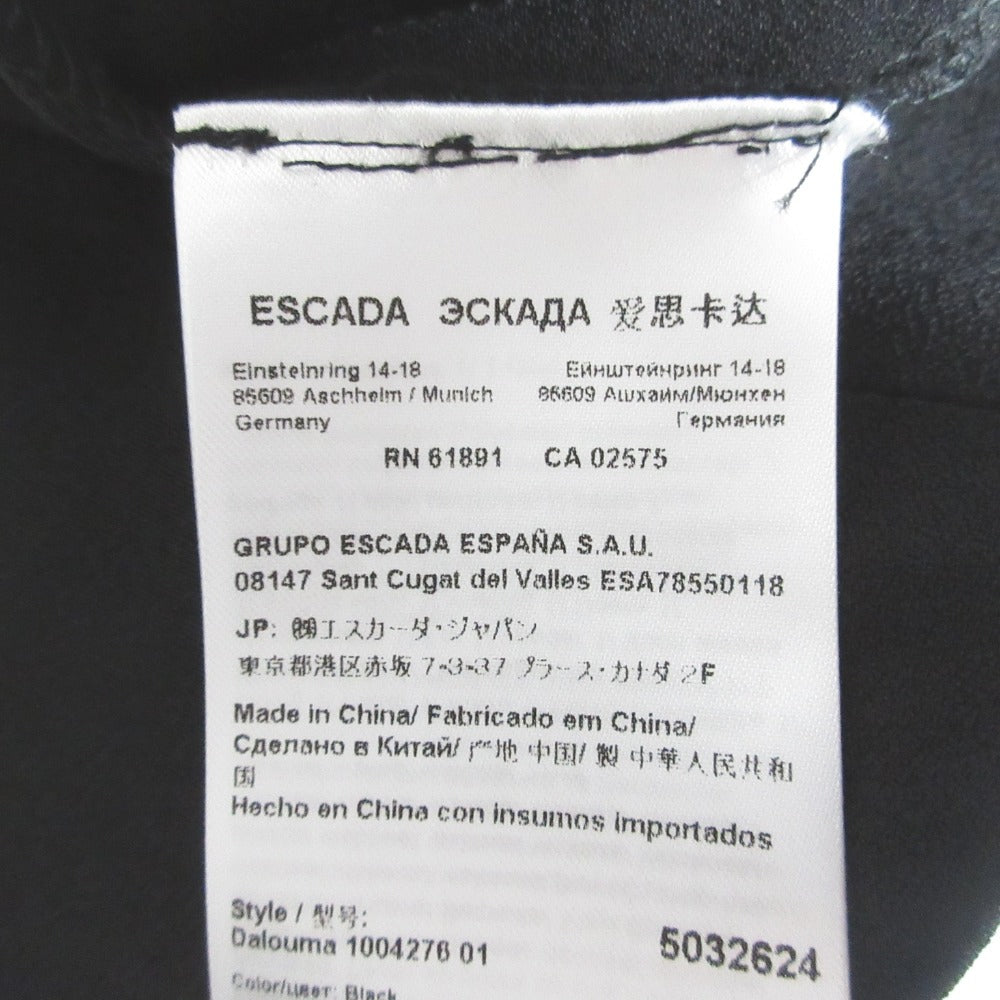 ESCADA ЭСКАДА 爱思卡达
Einsteinring 14-18 Ейнштейнринг 14-18
85609 Aschheim / Munich 85609 Ашхайм/Мюнхен
Germany Германия
RN 61891 CA 02575
GRUPO ESCADA ESPAÑA S.A.U.
08147 Sant Cugat del Valles ESA78550118
JP: ㈱エスカーダ・ジャパン
東京都港区赤坂 7-3-37 プラース・カナダ 2F
Made in China/ Fabricado em China/
Сделано в Китай/ 产地 中国/ 製 中華人民共和
国
Hecho en China con insumos importados
Style / 型号:
Dalouma 1004276 01 5032624
Color/цвет: Black